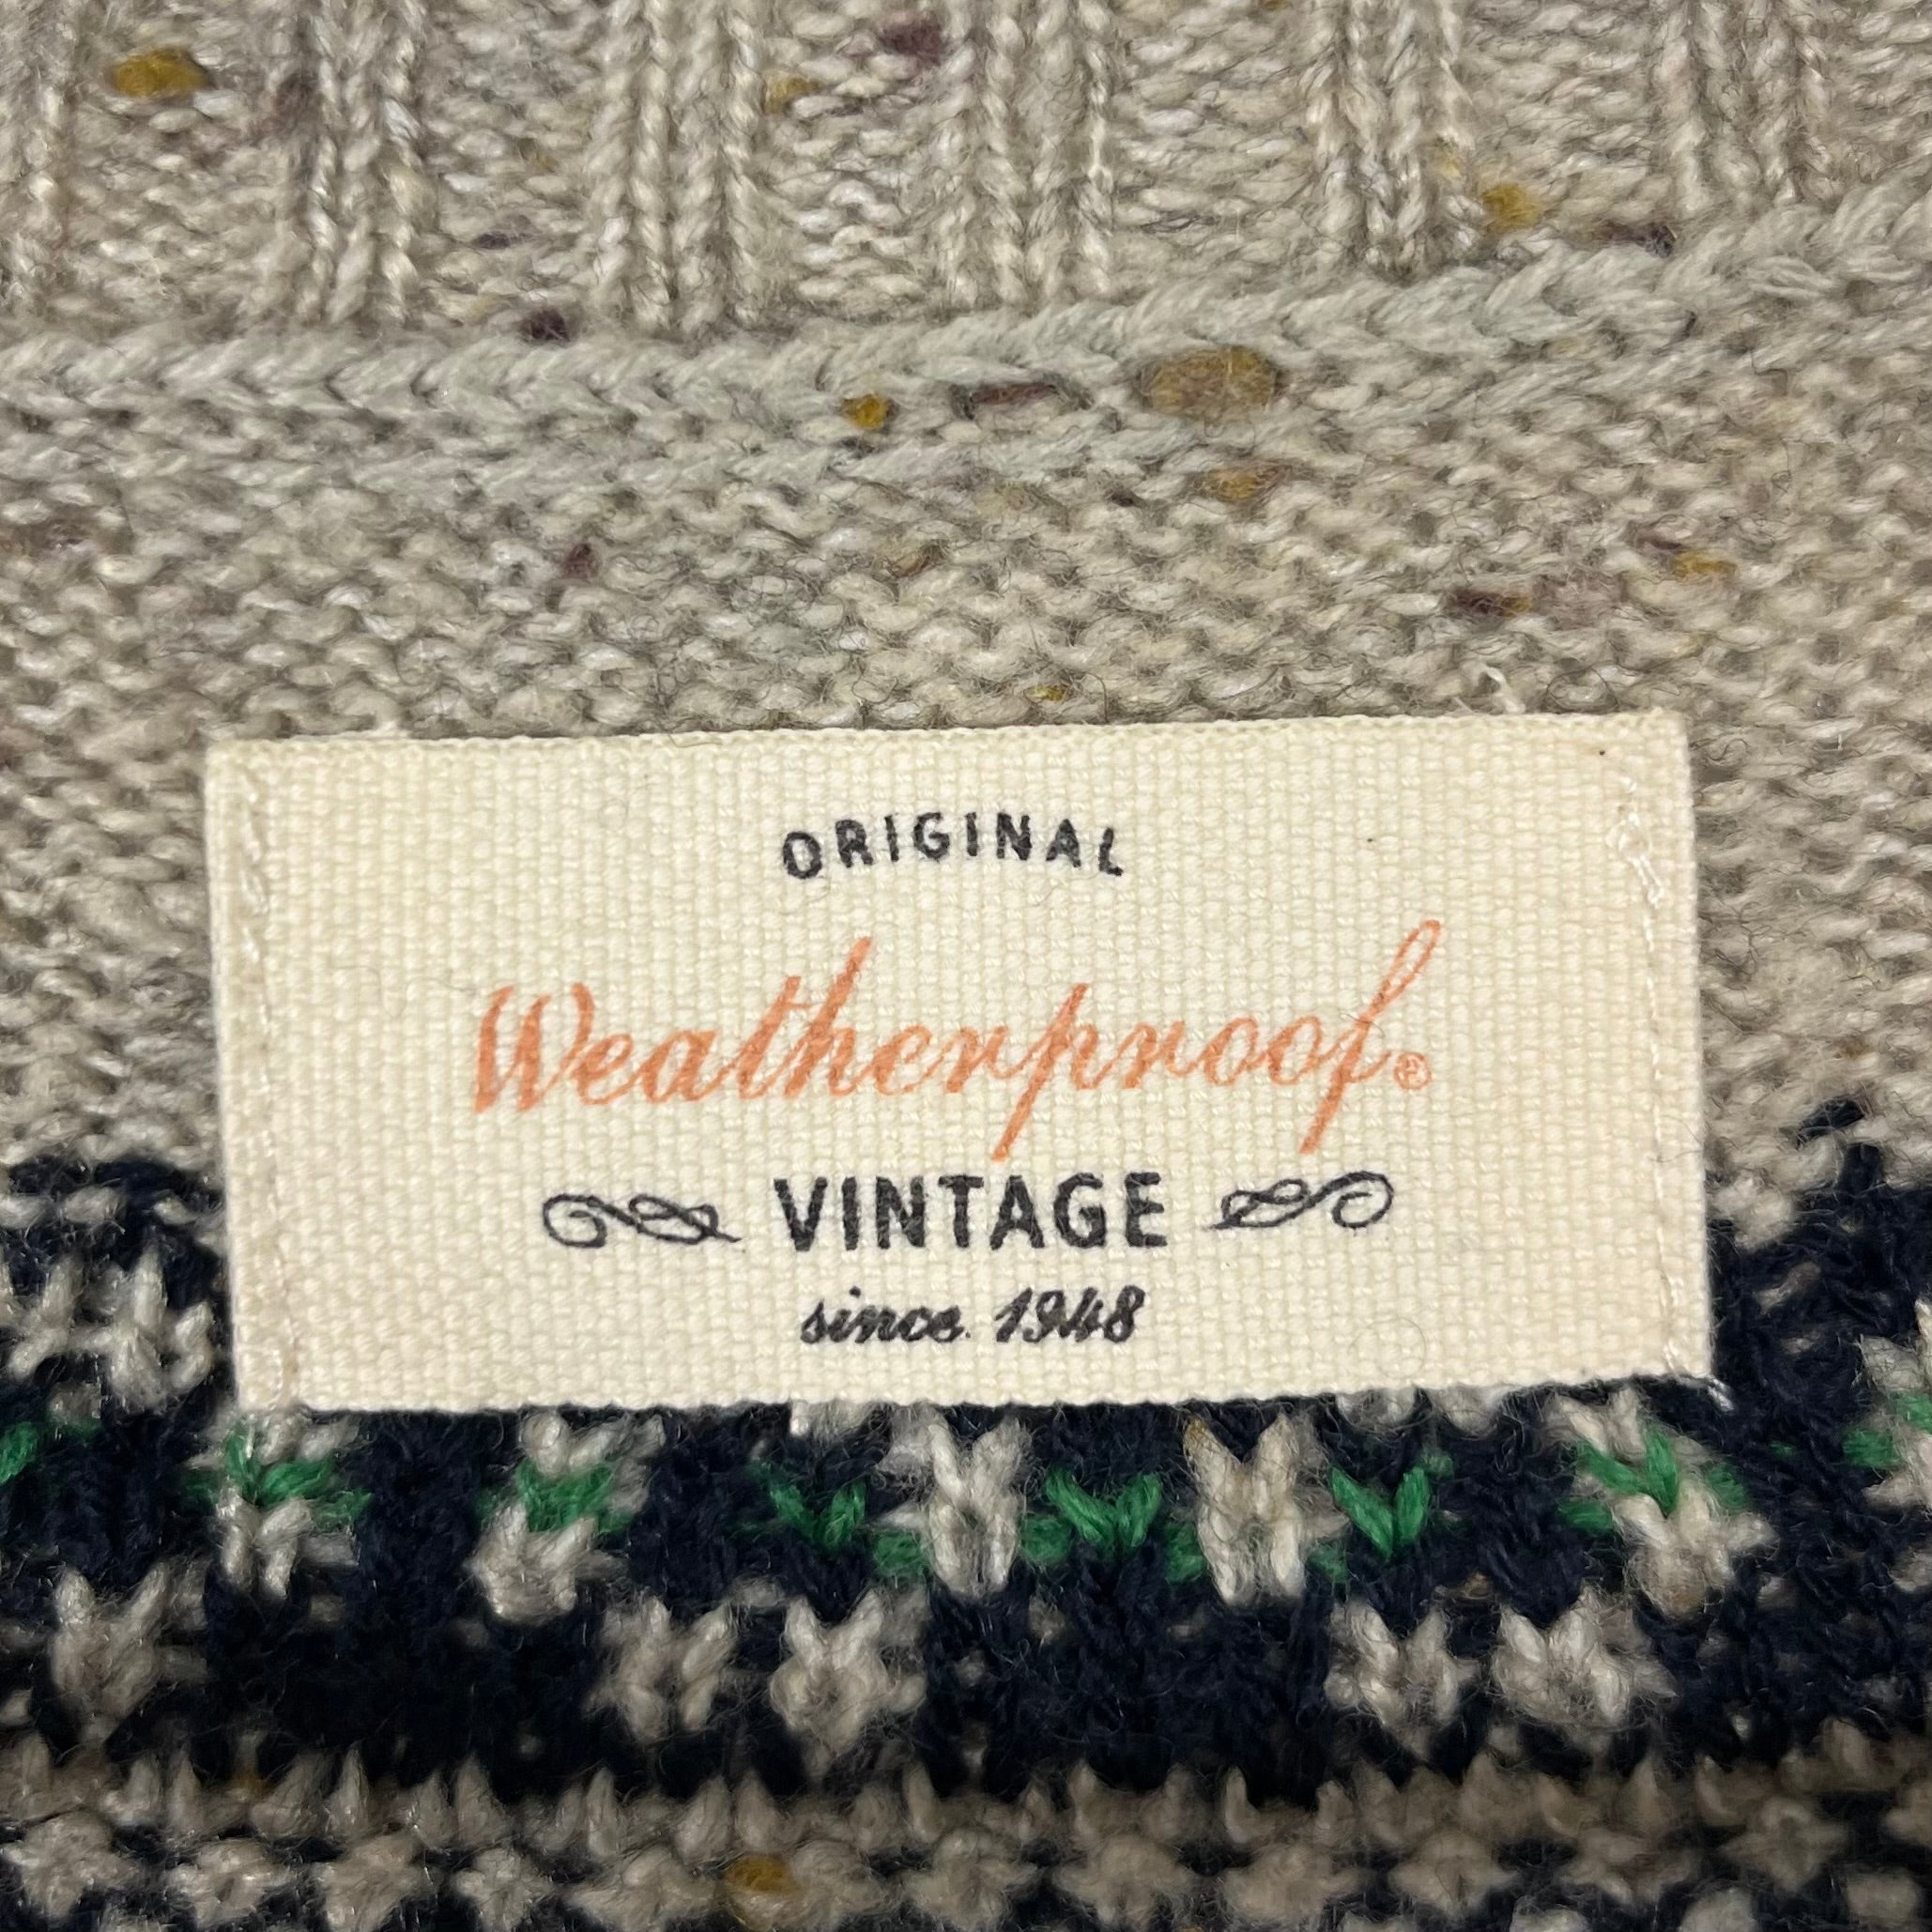 ORIGINAL
Weatherproof®
VINTAGE
since 1948